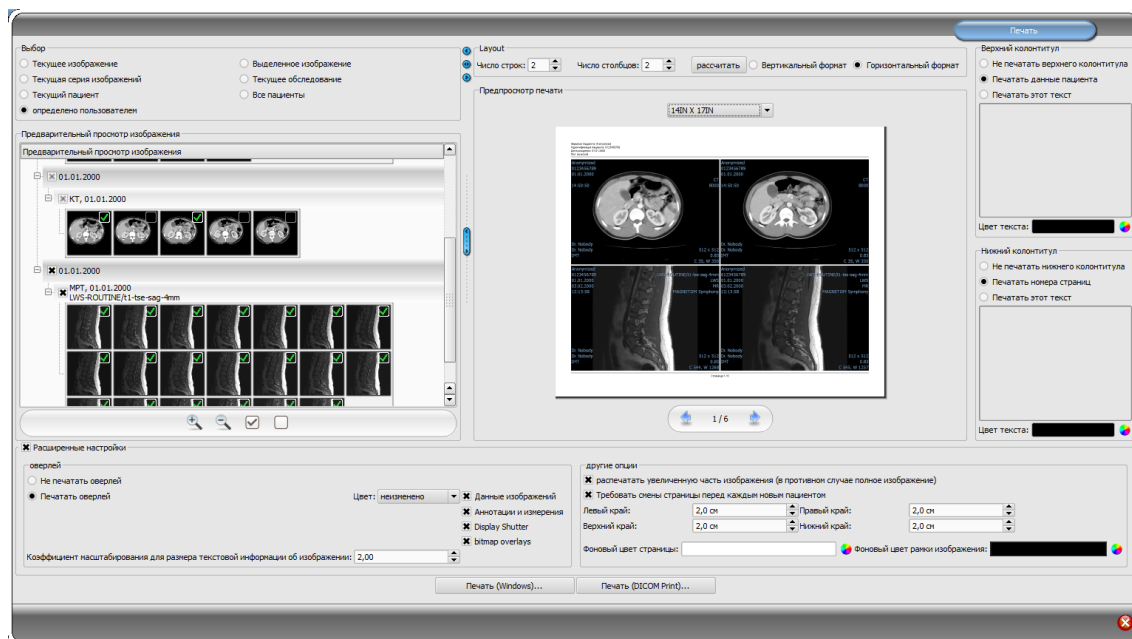 Печать
Выбор
Текущее изображение
Выделенное изображение
Текущая серия изображений
Текущее обследование
Текущий пациент
Все пациенты
определено пользователем
Предварительный просмотр изображения
Предварительный просмотр изображения
01.01.2000
КТ, 01.01.2000
01.01.2000
МРТ, 01.01.2000
LWS-ROUTINE/t1-tse-sag-4mm
Layout
Число строк: 2
Число столбцов: 2
рассчитать
Вертикальный формат
Горизонтальный формат
Предпросмотр печати
14IN X 17IN
1/6
Верхний колонтитул
Не печатать верхнего колонтитула
Печатать данные пациента
Печатать этот текст
Цвет текста:
Нижний колонтитул
Не печатать нижнего колонтитула
Печатать номера страниц
Печатать этот текст
Цвет текста:
Расширенные настройки
оверлей
Не печатать оверлей
Печатать оверлей
Цвет: неизменено
Данные изображений
Аннотации и измерения
Display Shutter
bitmap overlays
Коэффициент масштабирования для размера текстовой информации об изображении: 2,00
другие опции
распечатать увеличенную часть изображения (в противном случае полное изображение)
Требовать смены страницы перед каждым новым пациентом
Левый край: 2,0 см
Правый край: 2,0 см
Верхний край: 2,0 см
Нижний край: 2,0 см
Фоновый цвет страницы:
Фоновый цвет рамки изображения:
Печать (Windows)...
Печать (DICOM Print)...